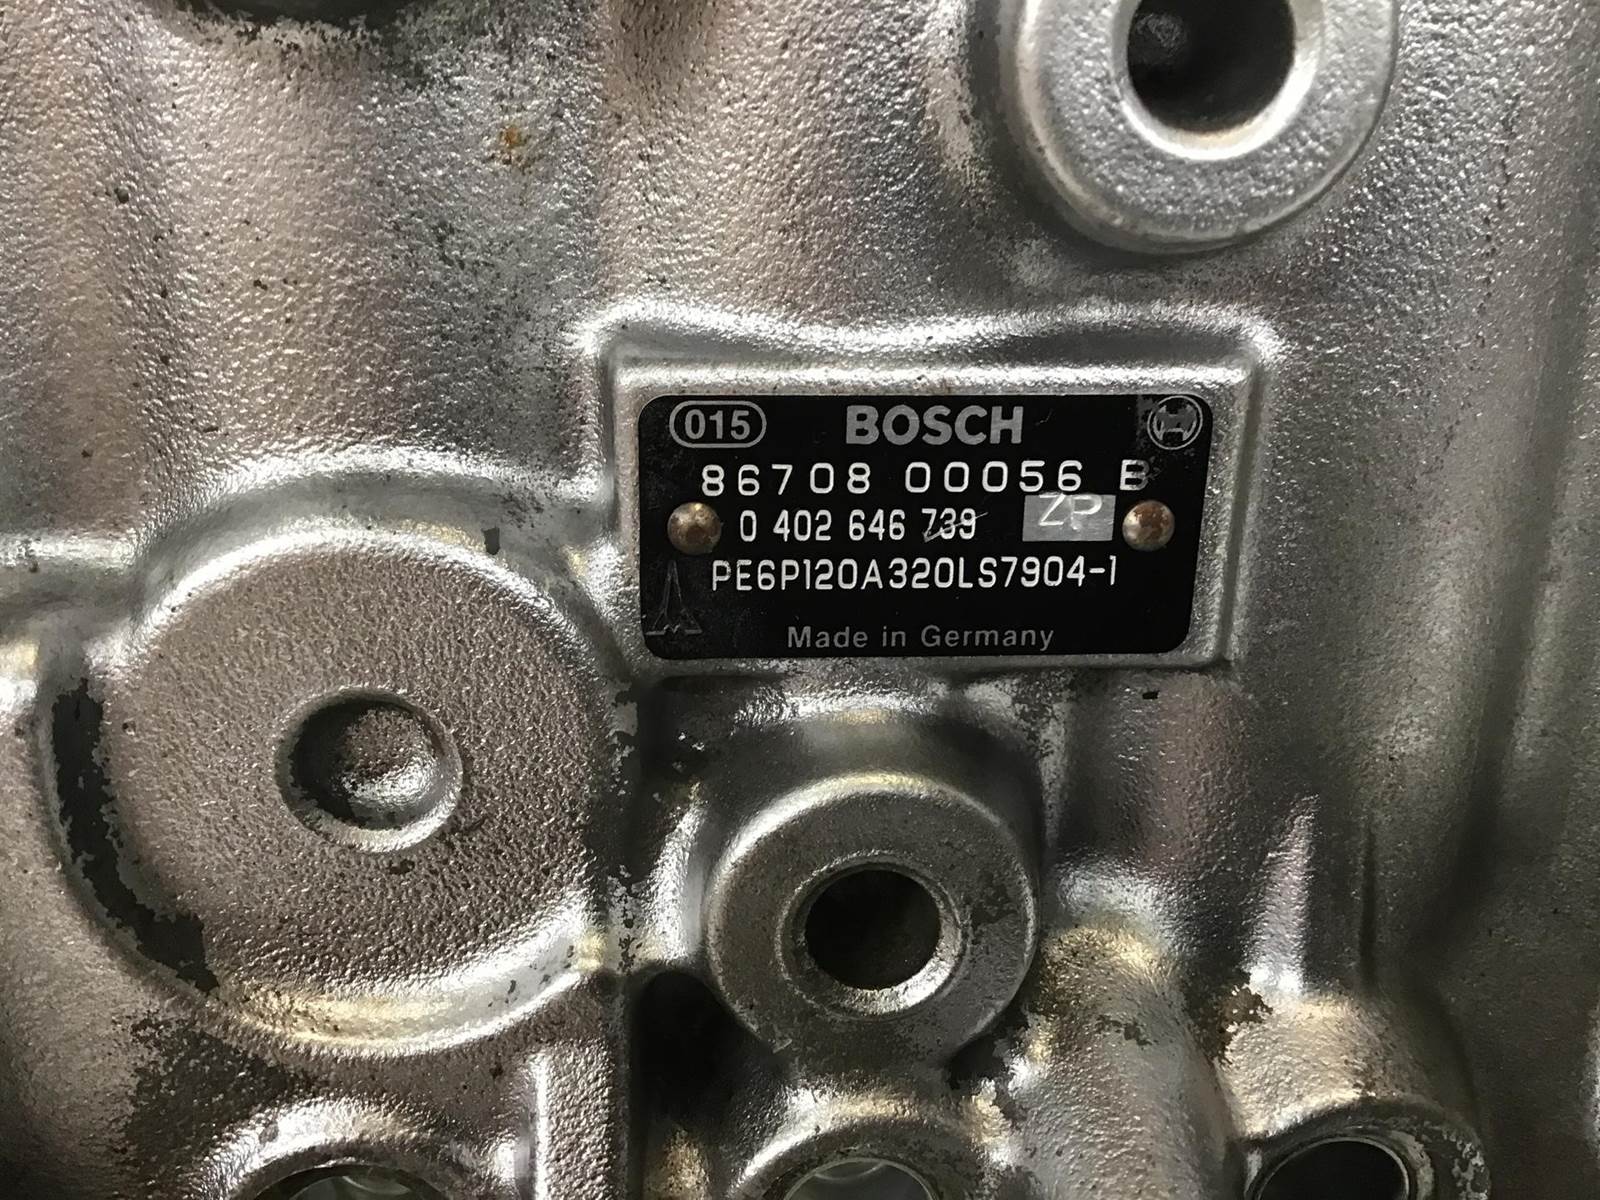 015 BOSCH
86708 00056 B
0 402 646 739 ZP
PE6P120A320LS7904-1
Made in Germany